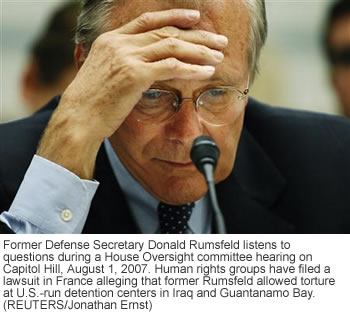 Former Defense Secretary Donald Rumsfeld listens to
questions during a House Oversight committee hearing on
Capitol Hill, August 1, 2007. Human rights groups have filed a
lawsuit in France alleging that former Rumsfeld allowed torture
at U.S.-run detention centers in Iraq and Guantanamo Bay.
(REUTERS/Jonathan Ernst)